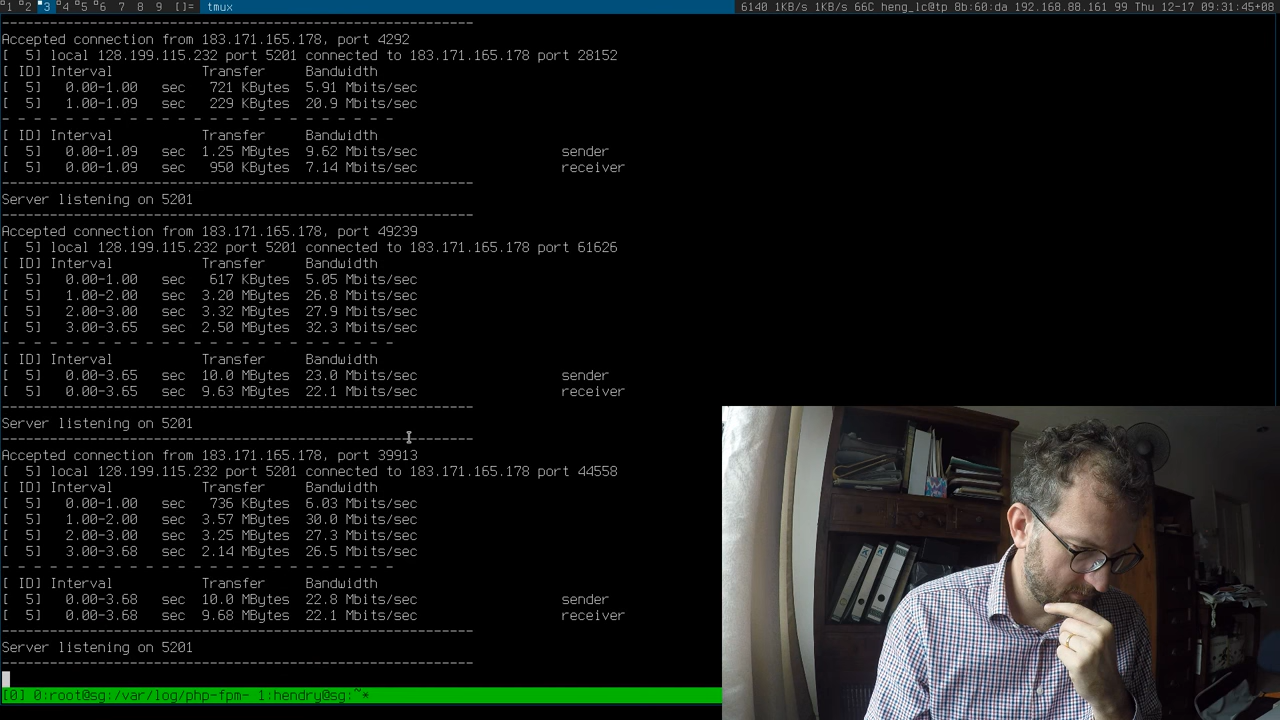 1 2 3 4 5 6 7 8 9 []= tmux 6140 1KB/s 1KB/s 66C heng_lc@tp 8b:60:da 192.168.88.161 99 Thu 12-17 09:31:45+08
--------------------------------------------------------------
Accepted connection from 183.171.165.178, port 4292
[ 5] local 128.199.115.232 port 5201 connected to 183.171.165.178 port 28152
[ ID] Interval Transfer Bandwidth
[ 5] 0.00-1.00 sec 721 KBytes 5.91 Mbits/sec
[ 5] 1.00-1.09 sec 229 KBytes 20.9 Mbits/sec
- - - - - - - - - - - - - - - - - - - - - - - - -
[ ID] Interval Transfer Bandwidth
[ 5] 0.00-1.09 sec 1.25 MBytes 9.62 Mbits/sec sender
[ 5] 0.00-1.09 sec 950 KBytes 7.14 Mbits/sec receiver
-----------------------------------------------------------
Server listening on 5201
-----------------------------------------------------------
Accepted connection from 183.171.165.178, port 49239
[ 5] local 128.199.115.232 port 5201 connected to 183.171.165.178 port 61626
[ ID] Interval Transfer Bandwidth
[ 5] 0.00-1.00 sec 617 KBytes 5.05 Mbits/sec
[ 5] 1.00-2.00 sec 3.20 MBytes 26.8 Mbits/sec
[ 5] 2.00-3.00 sec 3.32 MBytes 27.9 Mbits/sec
[ 5] 3.00-3.65 sec 2.50 MBytes 32.3 Mbits/sec
- - - - - - - - - - - - - - - - - - - - - - - - -
[ ID] Interval Transfer Bandwidth
[ 5] 0.00-3.65 sec 10.0 MBytes 23.0 Mbits/sec sender
[ 5] 0.00-3.65 sec 9.63 MBytes 22.1 Mbits/sec receiver
-----------------------------------------------------------
Server listening on 5201
-----------------------------------------------------------
Accepted connection from 183.171.165.178, port 39913
[ 5] local 128.199.115.232 port 5201 connected to 183.171.165.178 port 44558
[ ID] Interval Transfer Bandwidth
[ 5] 0.00-1.00 sec 736 KBytes 6.03 Mbits/sec
[ 5] 1.00-2.00 sec 3.57 MBytes 30.0 Mbits/sec
[ 5] 2.00-3.00 sec 3.25 MBytes 27.3 Mbits/sec
[ 5] 3.00-3.68 sec 2.14 MBytes 26.5 Mbits/sec
- - - - - - - - - - - - - - - - - - - - - - - - -
[ ID] Interval Transfer Bandwidth
[ 5] 0.00-3.68 sec 10.0 MBytes 22.8 Mbits/sec sender
[ 5] 0.00-3.68 sec 9.68 MBytes 22.1 Mbits/sec receiver
-----------------------------------------------------------
Server listening on 5201
-----------------------------------------------------------
[0] 0:root@sg:/var/log/php-fpm- 1:hendry@sg:~*